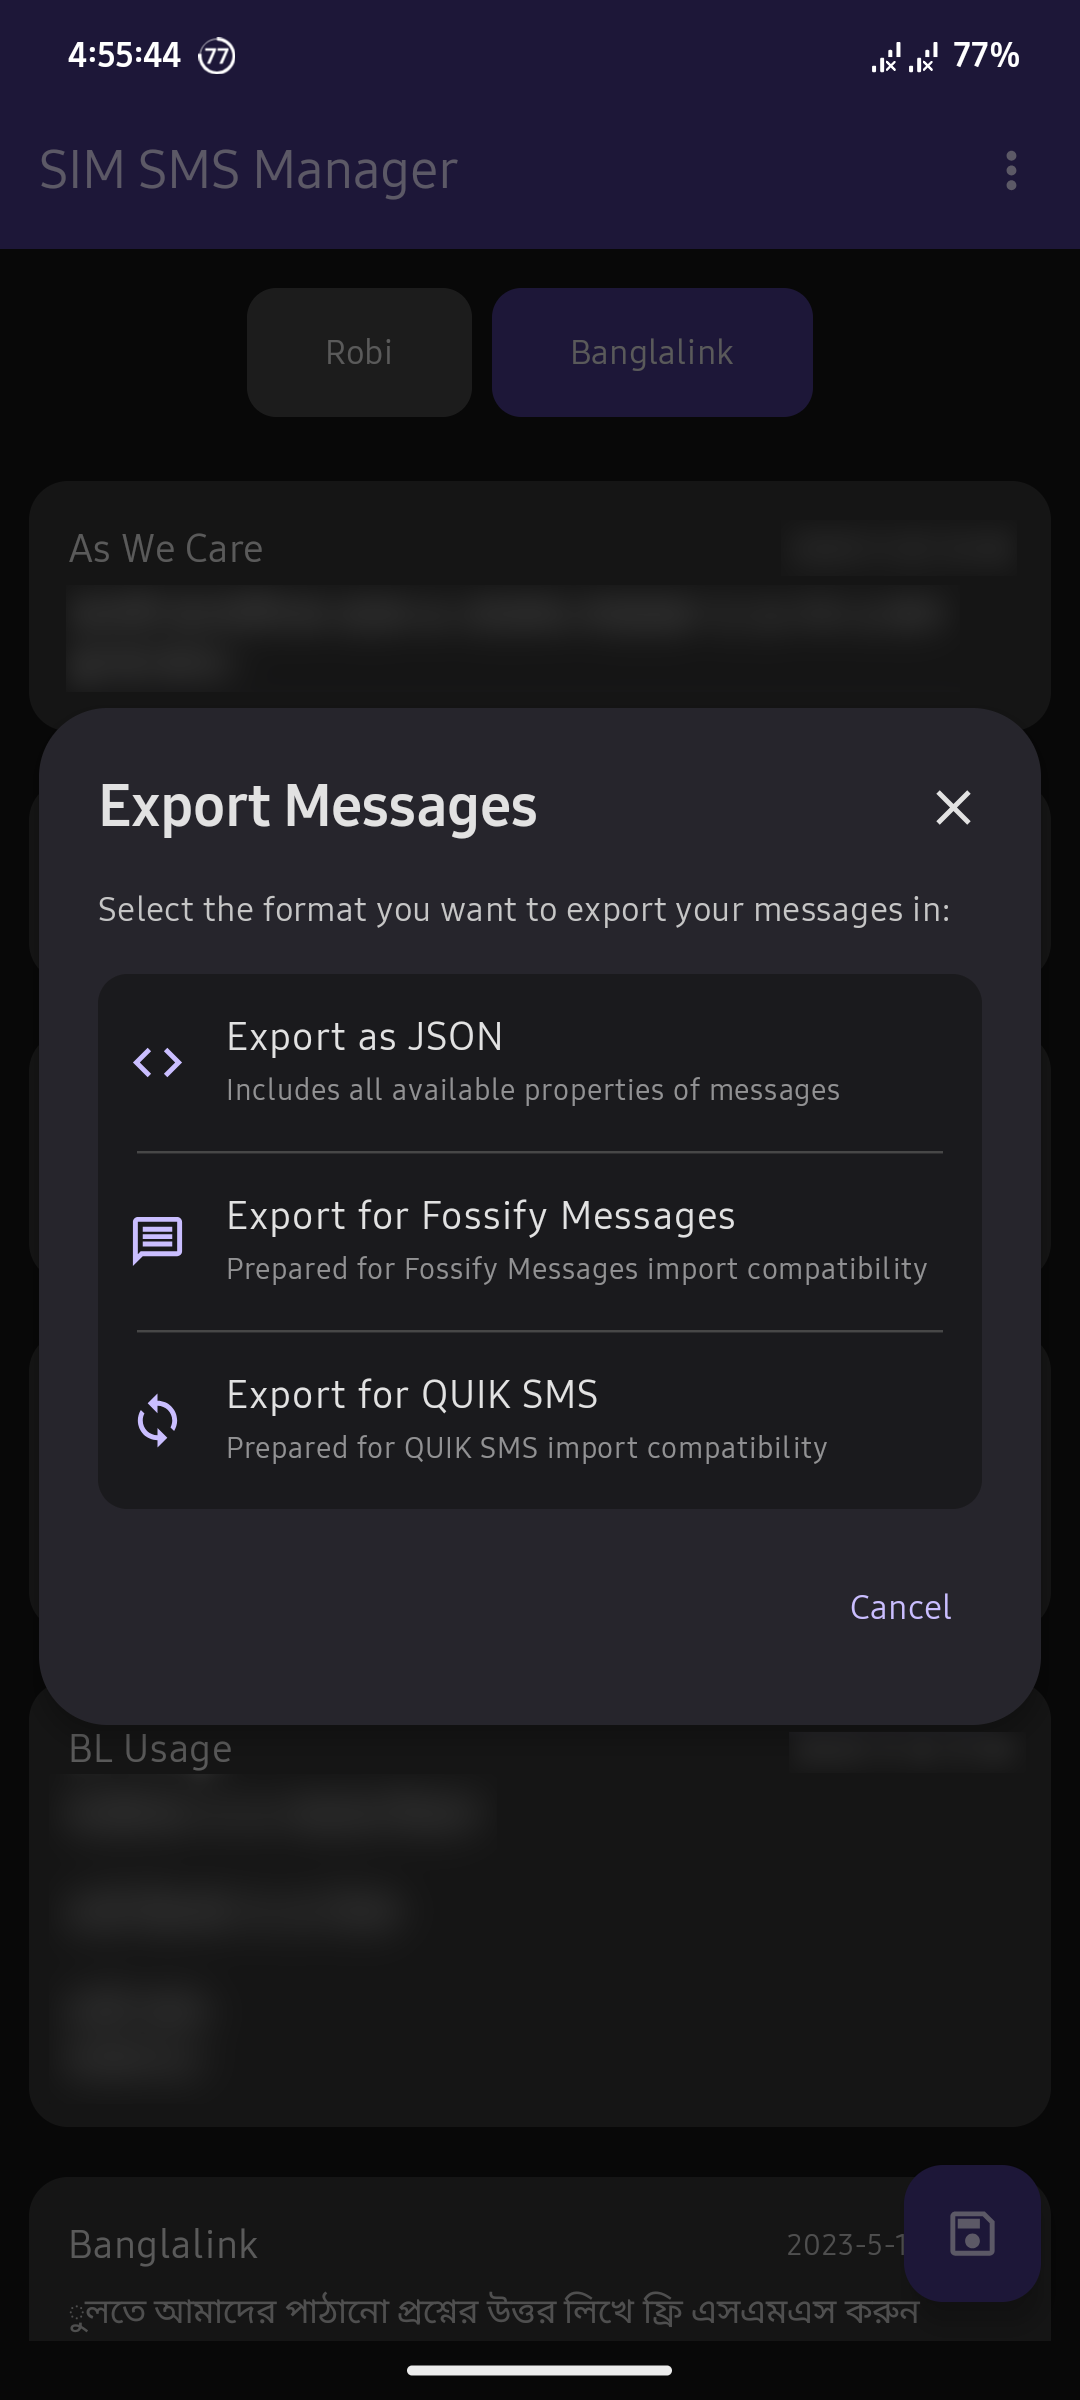 4:55:44 77 77%
SIM SMS Manager
Robi Banglalink
As We Care
Export Messages
Select the format you want to export your messages in:
Export as JSON
Includes all available properties of messages
Export for Fossify Messages
Prepared for Fossify Messages import compatibility
Export for QUIK SMS
Prepared for QUIK SMS import compatibility
Cancel
BL Usage
Banglalink 2023-5-1
ুলতে আমাদের পাঠানো প্রশ্নের উত্তর লিখে ফ্রি এসএমএস করুন